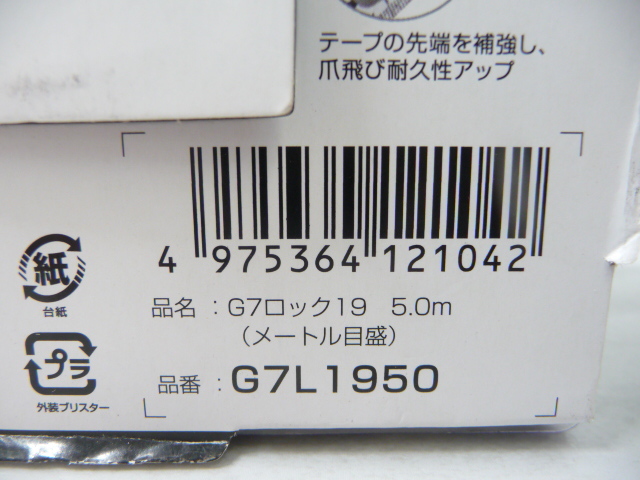 テープの先端を補強し、
爪飛び耐久性アップ
4 975364 121042
品名 : G7ロック19 5.0m
(メートル目盛)
品番 : G7L1950
紙
台紙
プラ
外装ブリスター